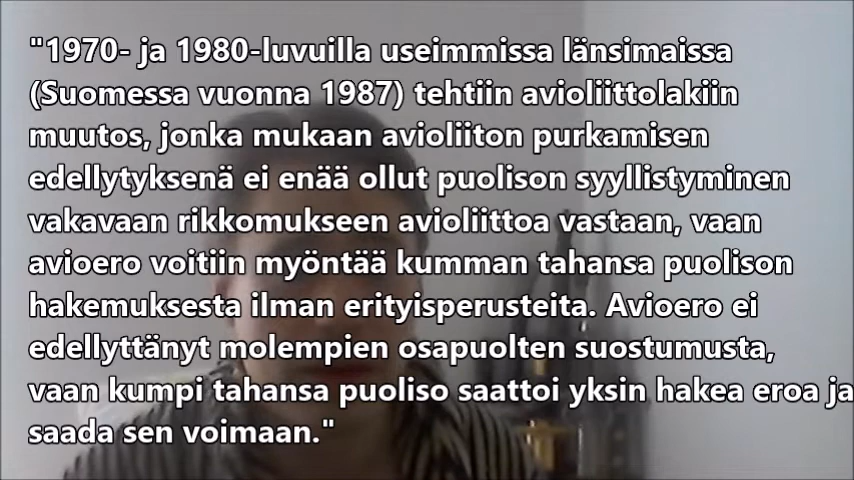 "1970- ja 1980-luvuilla useimmissa länsimaissa
(Suomessa vuonna 1987) tehtiin avioliittolakiin
muutos, jonka mukaan avioliiton purkamisen
edellytyksenä ei enää ollut puolison syyllistyminen
vakavaan rikkomukseen avioliittoa vastaan, vaan
avioero voitiin myöntää kumman tahansa puolison
hakemuksesta ilman erityisperusteita. Avioero ei
edellyttänyt molempien osapuolten suostumusta,
vaan kumpi tahansa puoliso saattoi yksin hakea eroa ja
saada sen voimaan."